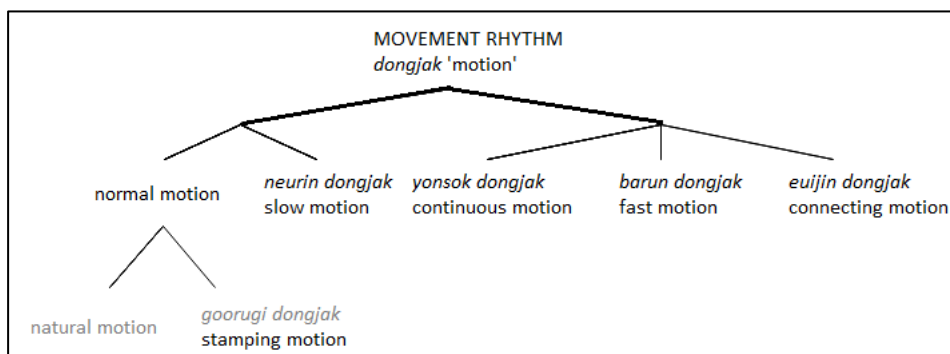 MOVEMENT RHYTHM
dongjak 'motion'
normal motion
neurin dongjak
slow motion
yonsok dongjak
continuous motion
barun dongjak
fast motion
euijin dongjak
connecting motion
natural motion
goorugi dongjak
stamping motion